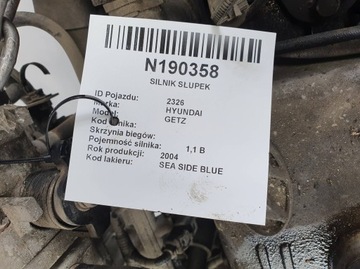 N190358
SILNIK SŁUPEK
ID Pojazdu: 2326
Marka: HYUNDAI
Model: GETZ
Kod silnika:
Skrzynia biegów:
Pojemność silnika: 1,1 B
Rok produkcji: 2004
Kod lakieru: SEA SIDE BLUE